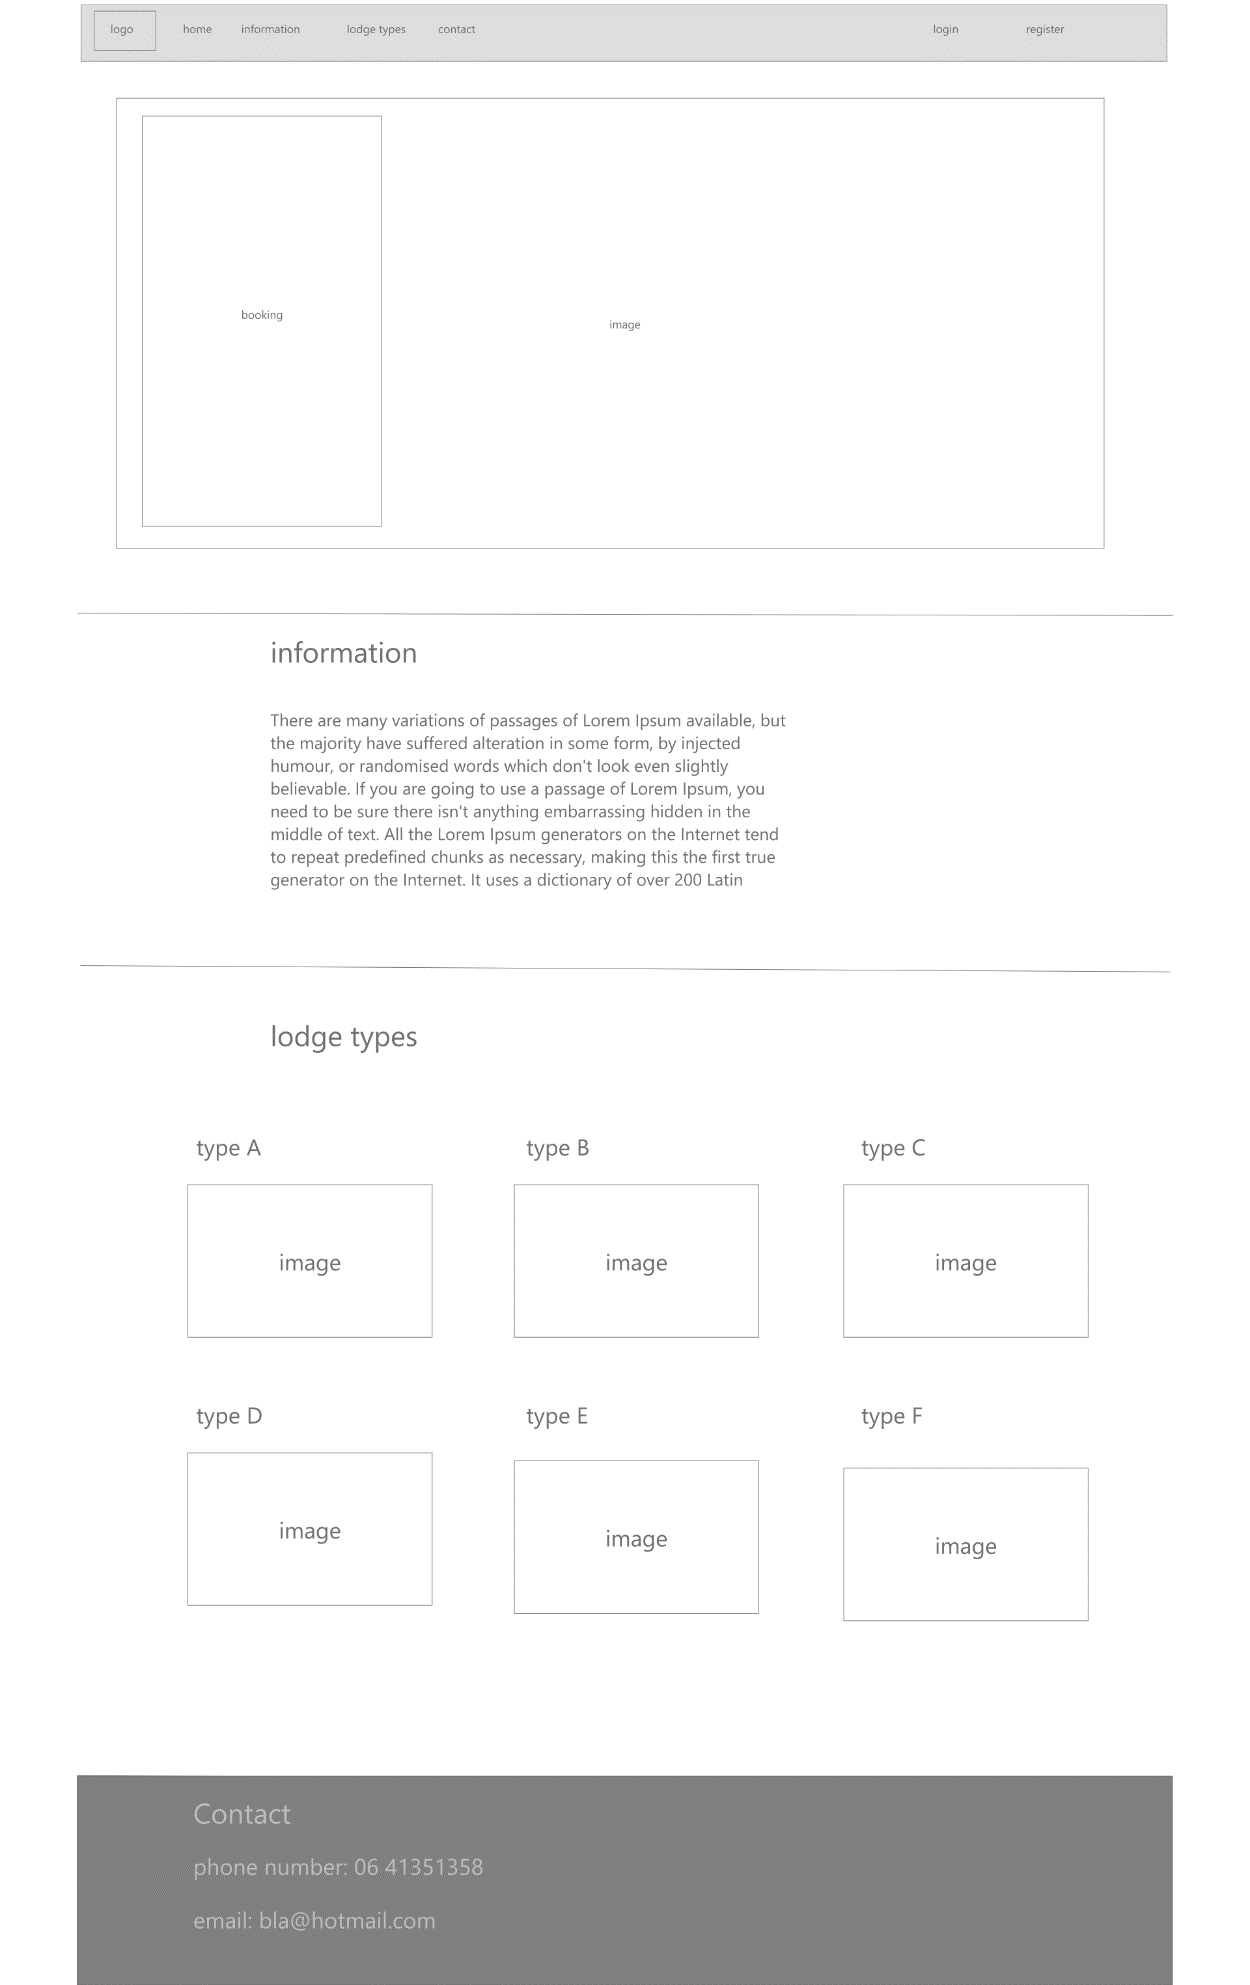 logo home information lodge types contact login register
booking
image
information
There are many variations of passages of Lorem Ipsum available, but
the majority have suffered alteration in some form, by injected
humour, or randomised words which don't look even slightly
believable. If you are going to use a passage of Lorem Ipsum, you
need to be sure there isn't anything embarrassing hidden in the
middle of text. All the Lorem Ipsum generators on the Internet tend
to repeat predefined chunks as necessary, making this the first true
generator on the Internet. It uses a dictionary of over 200 Latin
lodge types
type A type B type C
image image image
type D type E type F
image image image
Contact
phone number: 06 41351358
email: bla@hotmail.com